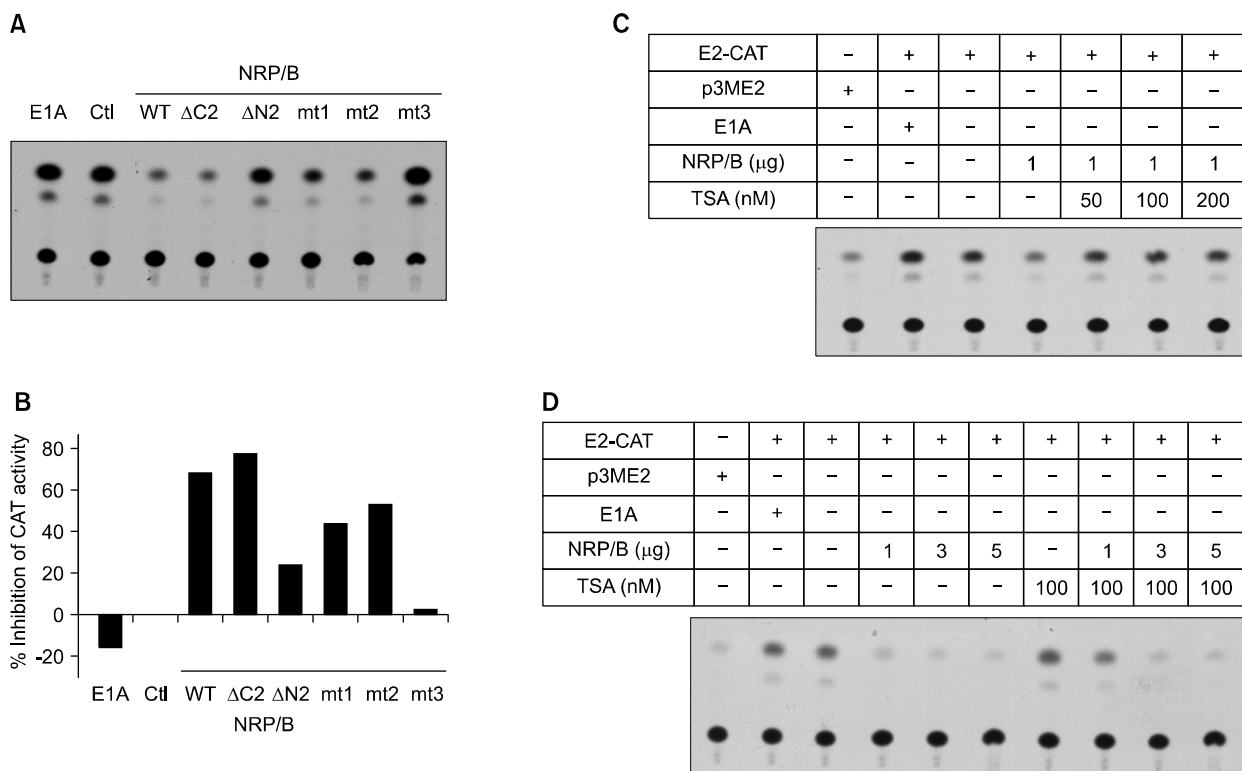 A
NRP/B
E1A Ctl WT ΔC2 ΔN2 mt1 mt2 mt3
B
% Inhibition of CAT activity
80
60
40
20
0
-20
E1A Ctl WT ΔC2 ΔN2 mt1 mt2 mt3
NRP/B
C
E2-CAT – + + + + + +
p3ME2 + – – – – – –
E1A – + – – – – –
NRP/B (μg) – – – 1 1 1 1
TSA (nM) – – – – 50 100 200
D
E2-CAT – + + + + + + + + +
p3ME2 + – – – – – – – – –
E1A – + – – – – – – – –
NRP/B (μg) – – – 1 3 5 – 1 3 5
TSA (nM) – – – – – – 100 100 100 100